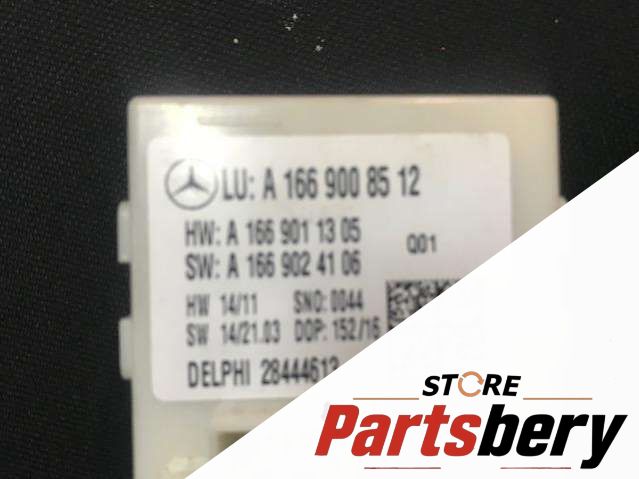 LU: A 166 900 85 12
HW: A 166 901 13 05
SW: A 166 902 41 06
Q01
HW 14/11 SNO: 0044
SW 14/21.03 DOP: 152/16
DELPHI 28444613
STORE
Partsbery